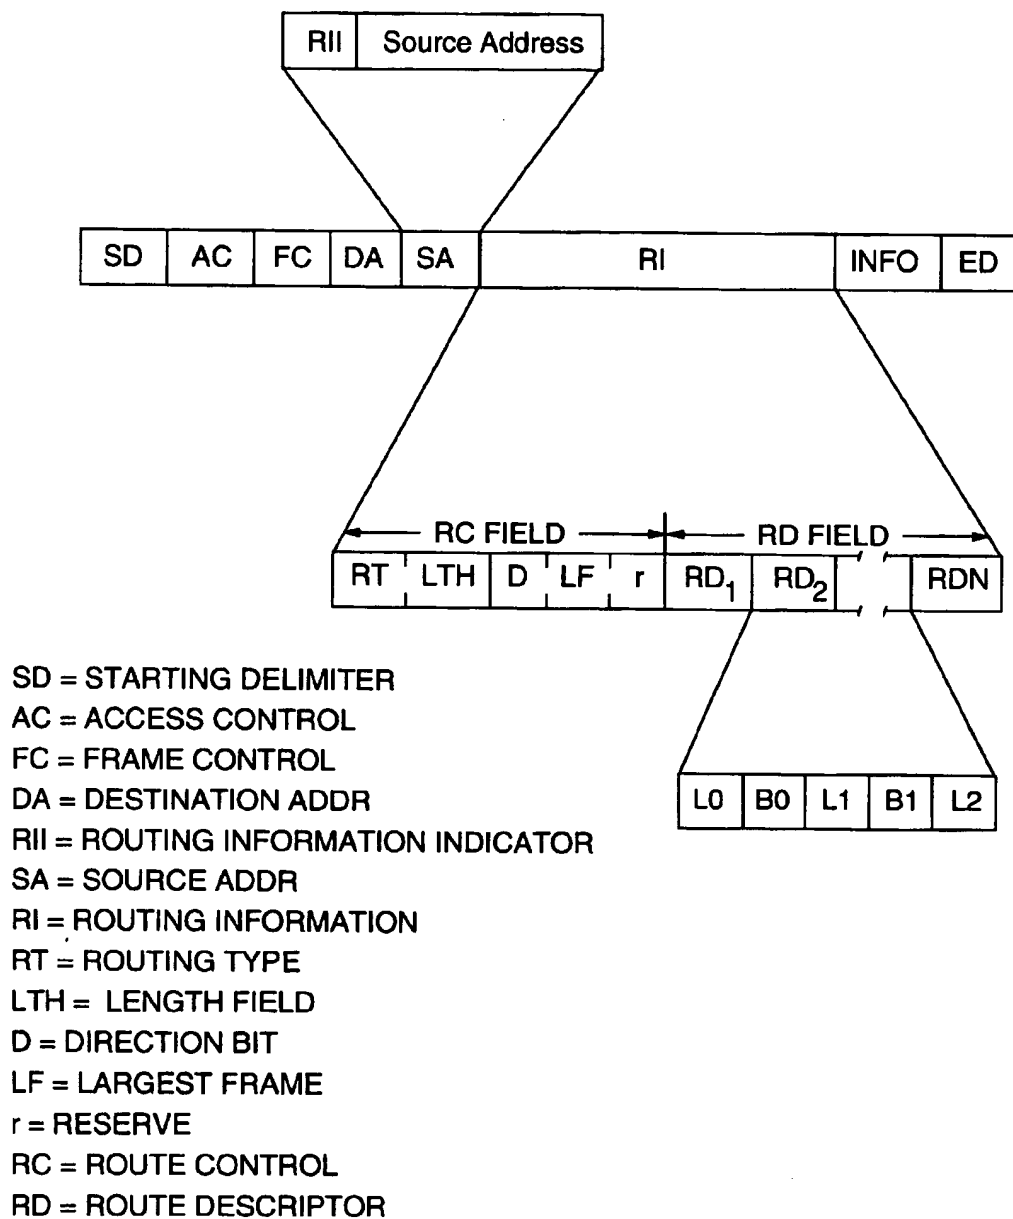 RII Source Address
SD AC FC DA SA RI INFO ED
RC FIELD RD FIELD
RT LTH D LF r RD1 RD2 RDN
L0 B0 L1 B1 L2
SD = STARTING DELIMITER
AC = ACCESS CONTROL
FC = FRAME CONTROL
DA = DESTINATION ADDR
RII = ROUTING INFORMATION INDICATOR
SA = SOURCE ADDR
RI = ROUTING INFORMATION
RT = ROUTING TYPE
LTH = LENGTH FIELD
D = DIRECTION BIT
LF = LARGEST FRAME
r = RESERVE
RC = ROUTE CONTROL
RD = ROUTE DESCRIPTOR